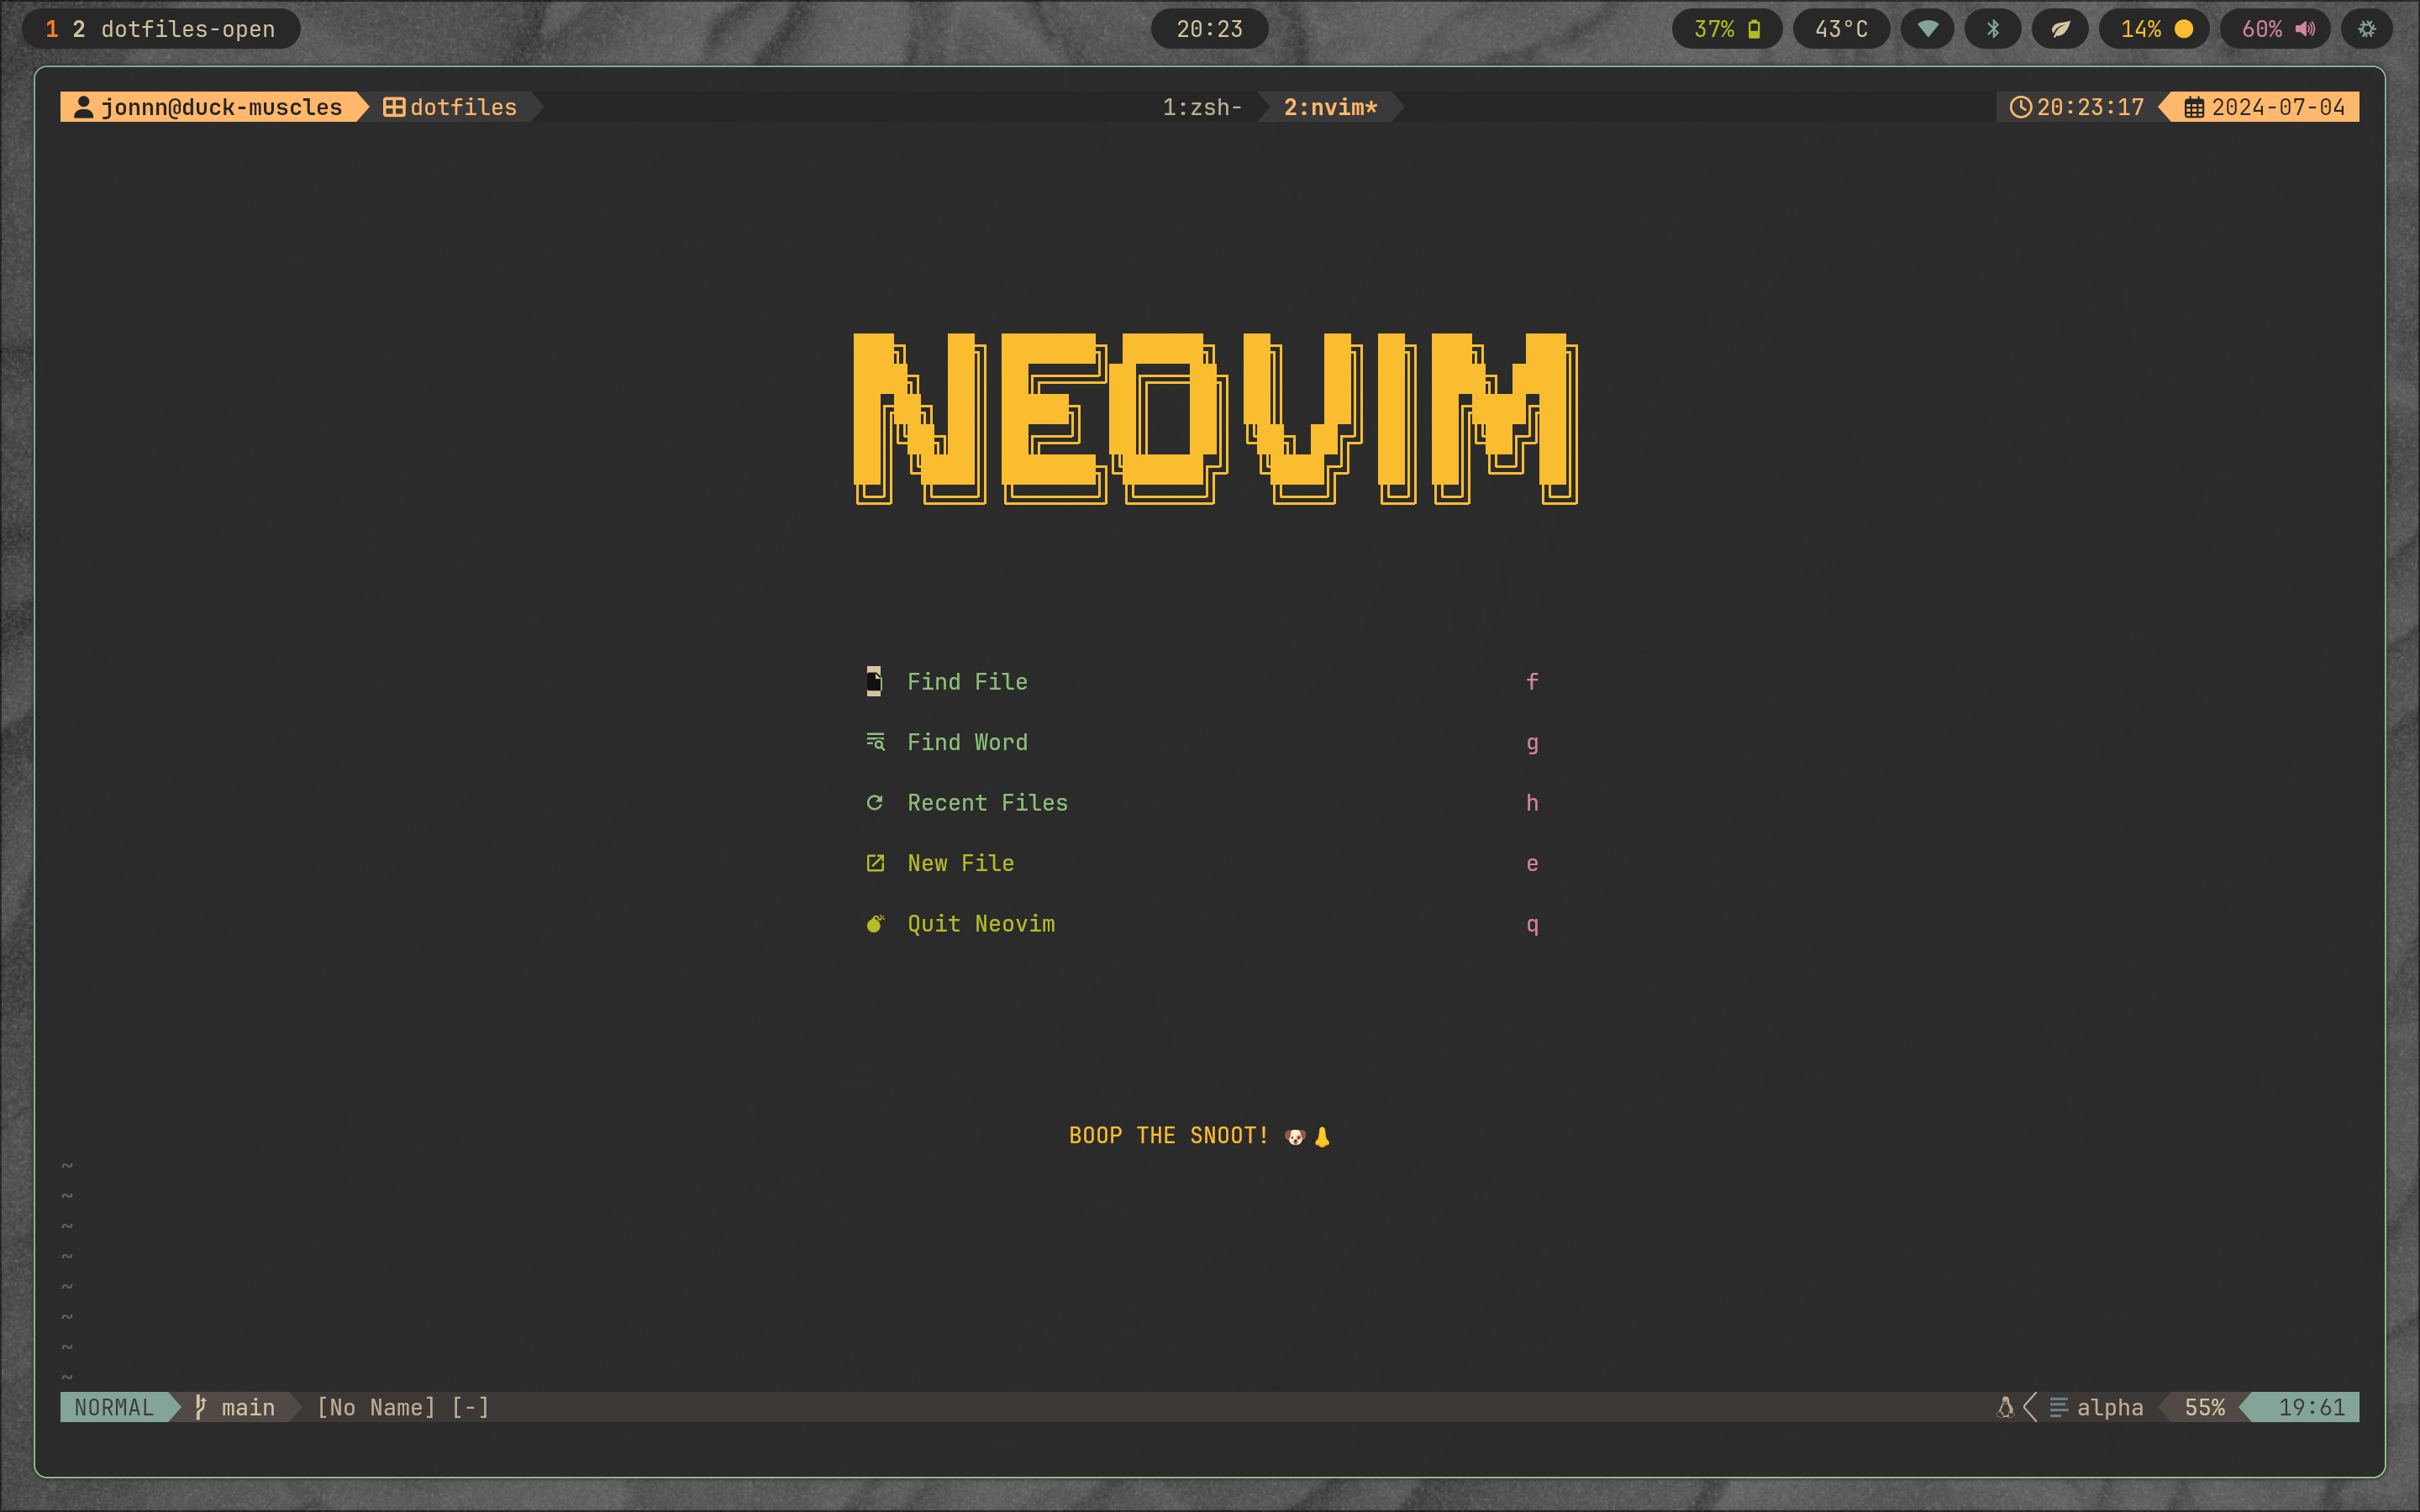 1 2 dotfiles-open 20:23 37% 43°C 14% 60%
jonnn@duck-muscles dotfiles 1:zsh- 2:nvim* 20:23:17 2024-07-04
NEOVIM
Find File f
Find Word g
Recent Files h
New File e
Quit Neovim q
BOOP THE SNOOT! 🐶👃
~
~
~
~
~
~
~
~
NORMAL main [No Name] [-] alpha 55% 19:61